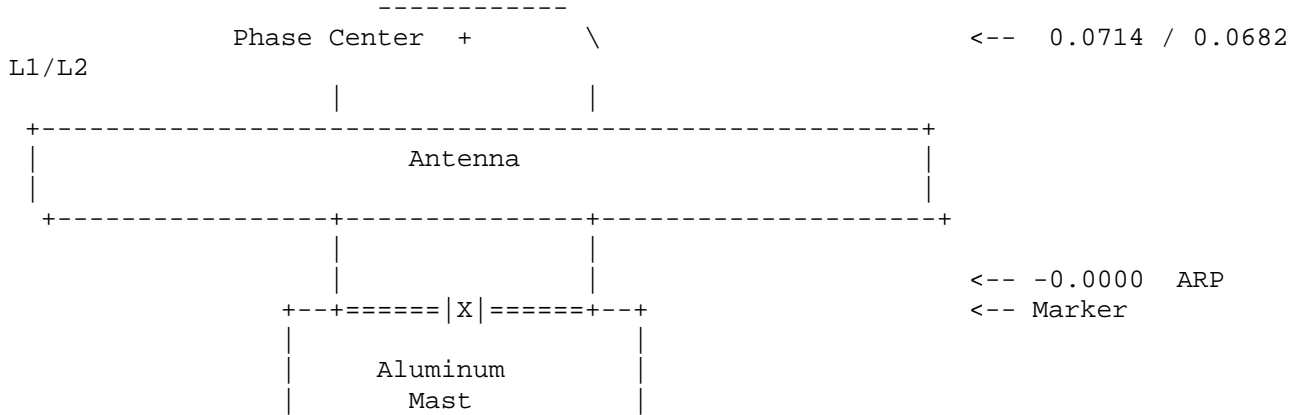 ------------
Phase Center + \ <-- 0.0714 / 0.0682
L1/L2
| |
+-------------------------------------------------------+
| Antenna |
| |
+-----------------+---------------+---------------------+
| |
| | <-- -0.0000 ARP
+--+======|X|======+--+ <-- Marker
| |
| Aluminum |
| Mast |